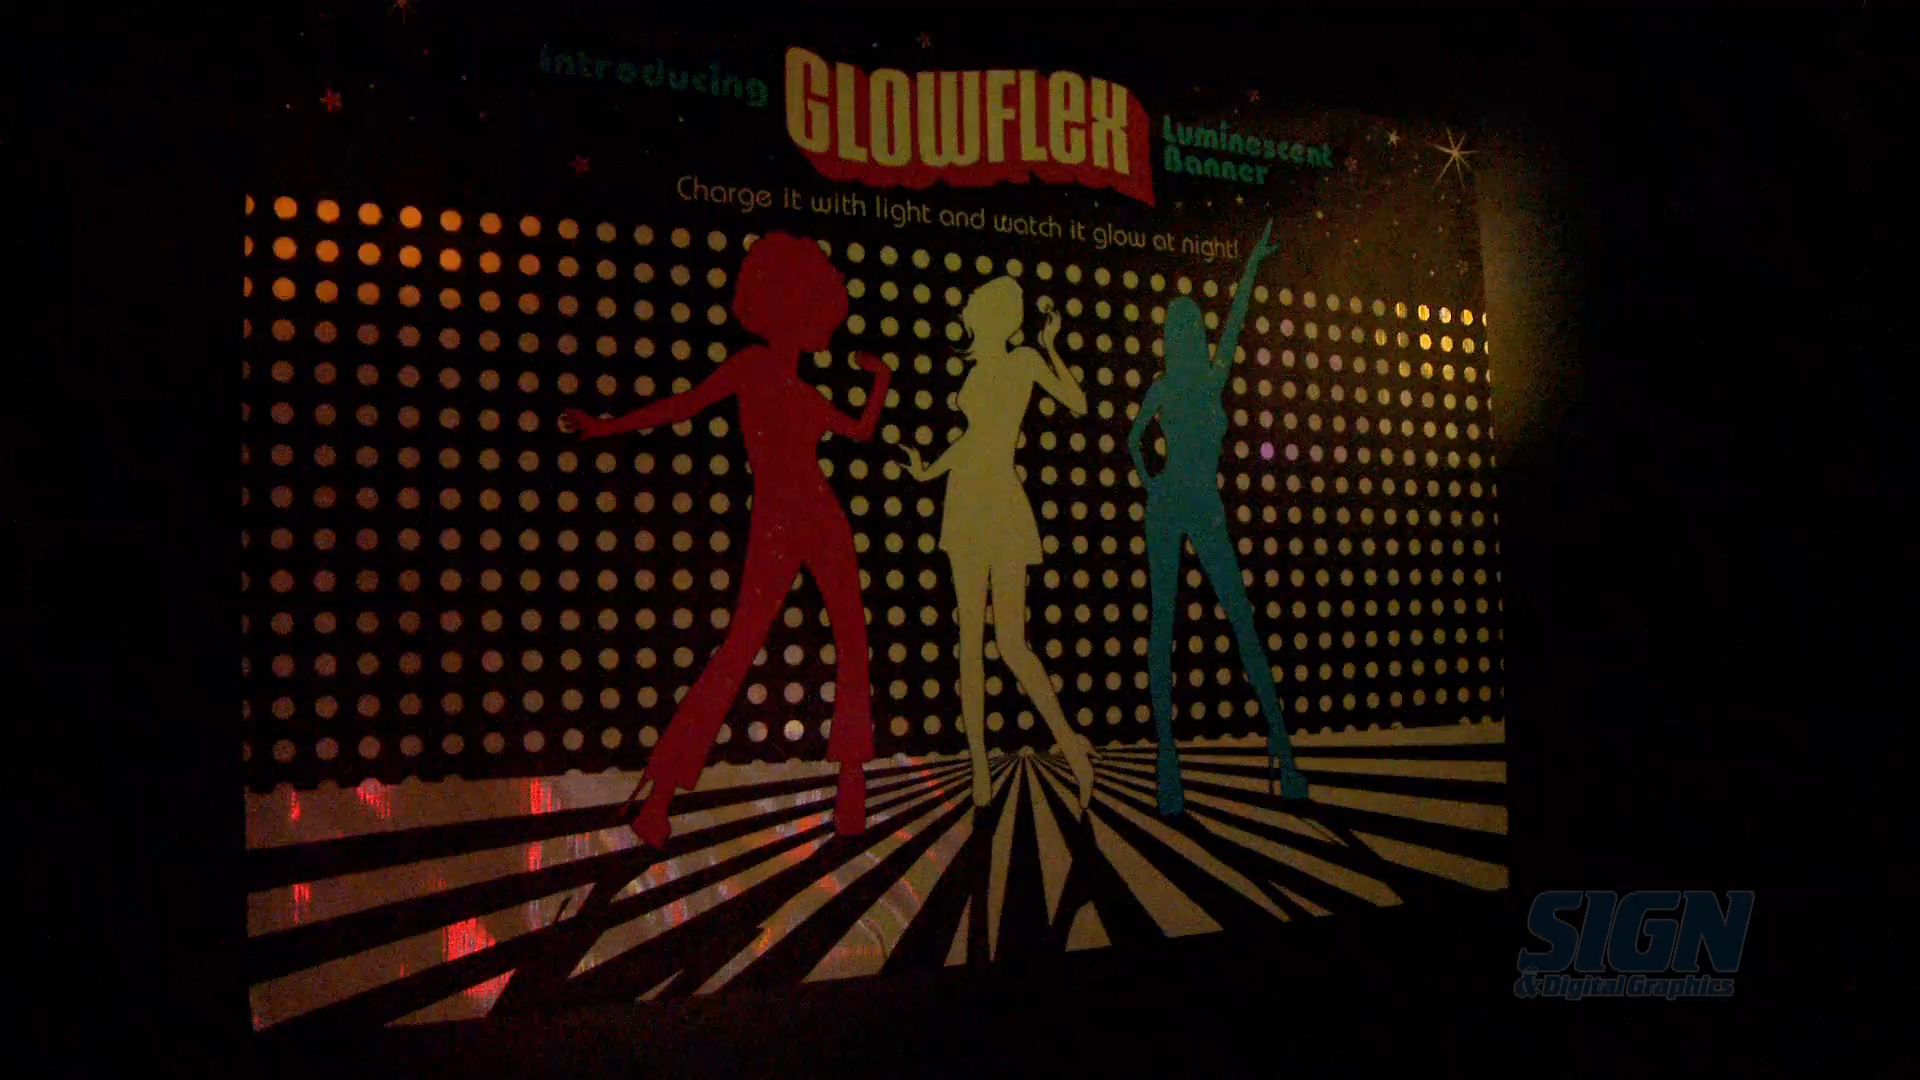 introducing GLOWFLEX Luminescent
Banner
Charge it with light and watch it glow at night!
SIGN
& Digital Graphics